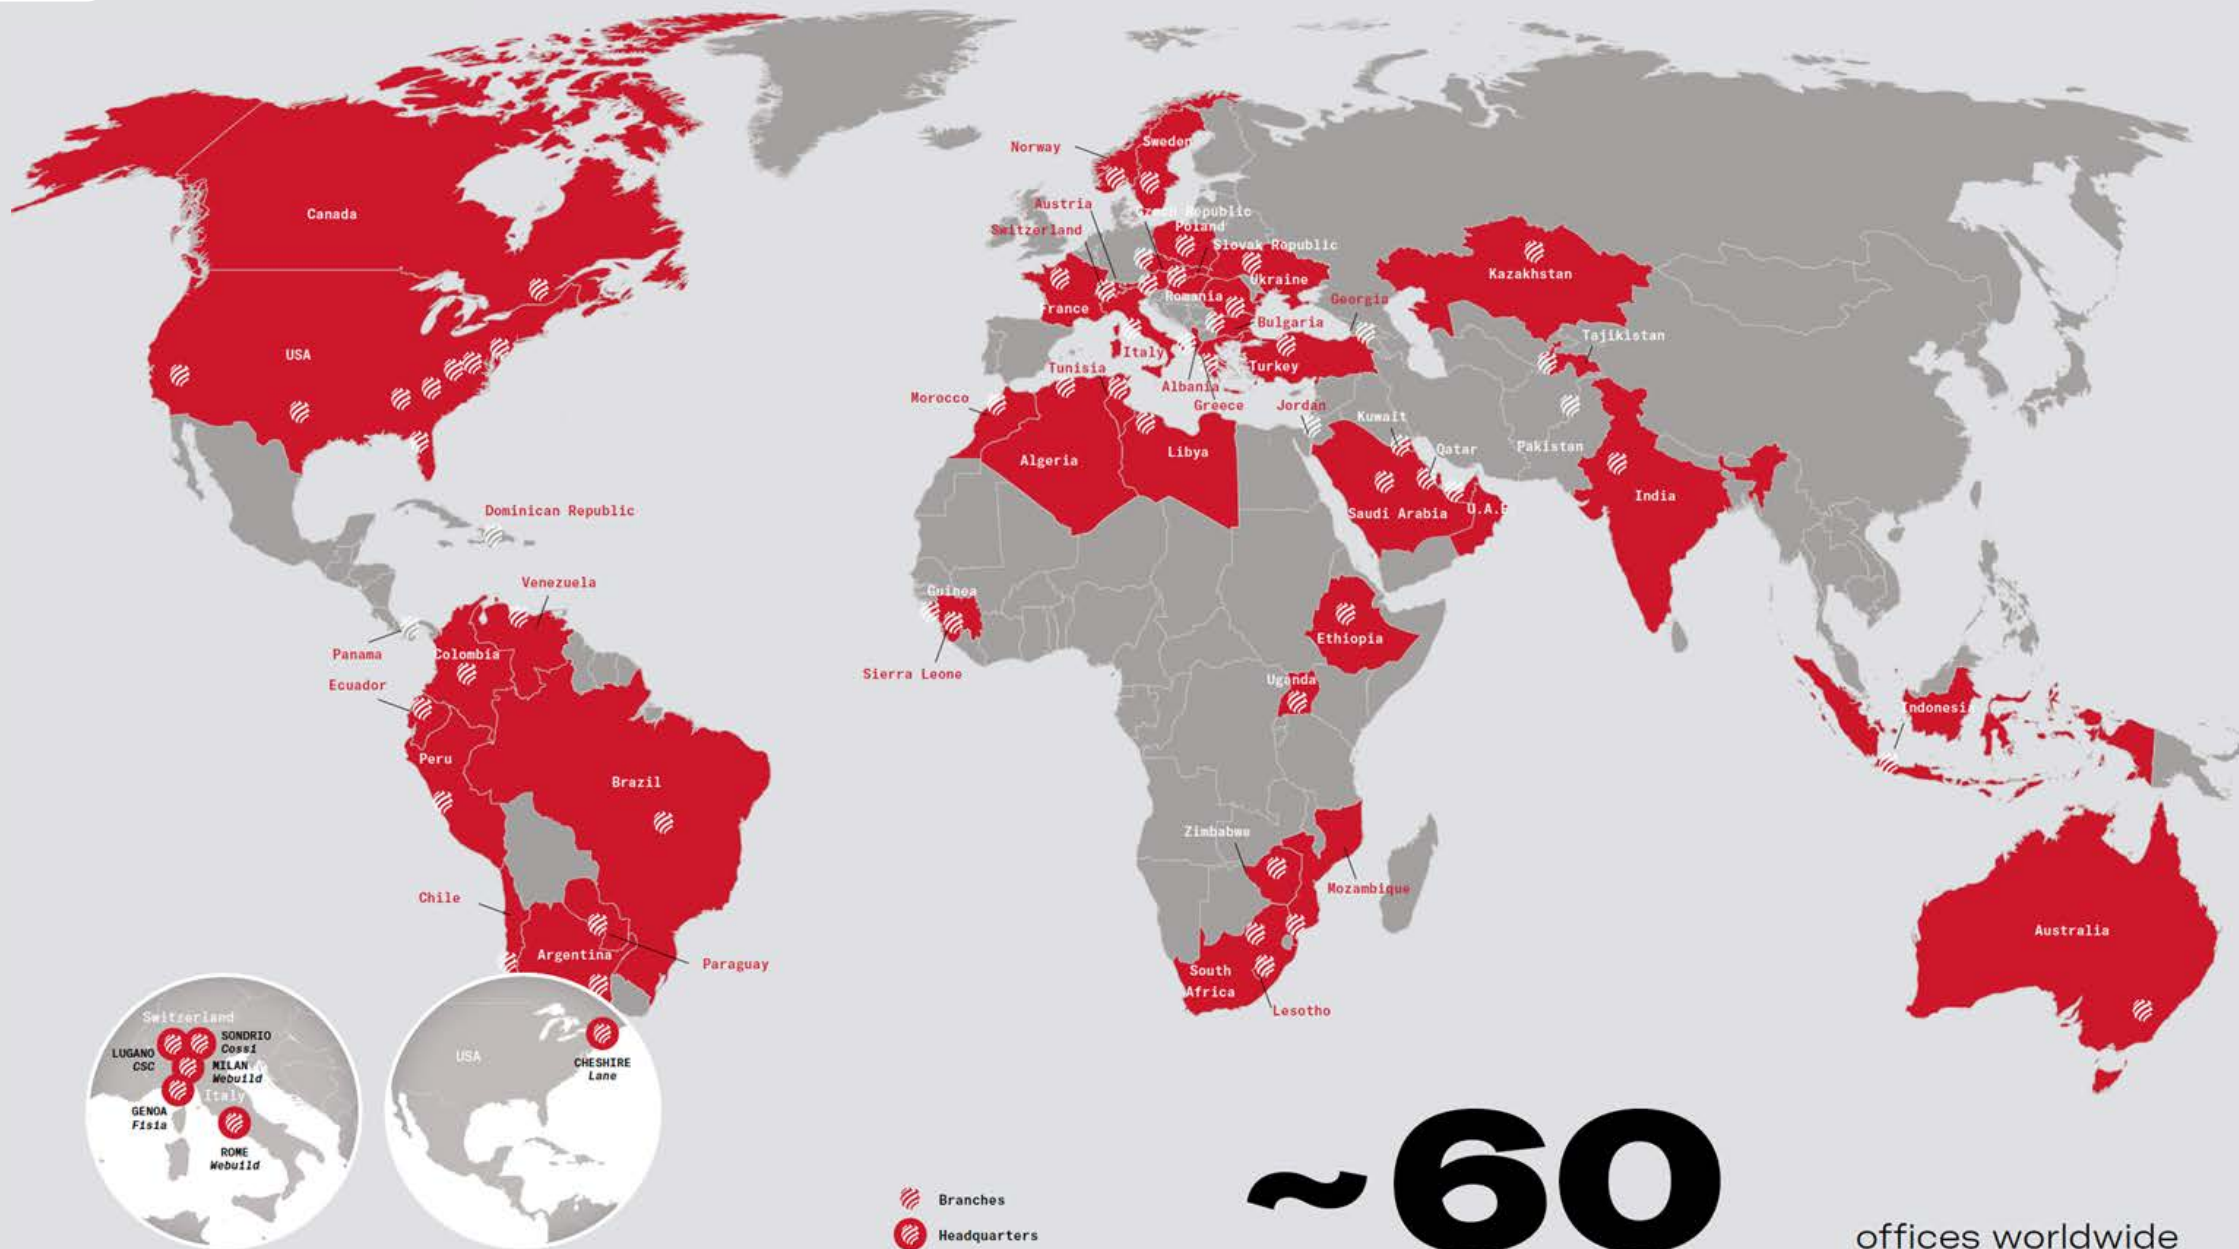 Canada
USA
Dominican Republic
Venezuela
Panama
Colombia
Ecuador
Peru
Brazil
Chile
Argentina
Paraguay
Norway
Sweden
Austria
Czech Republic
Poland
Switzerland
Slovak Republic
Ukraine
Romania
France
Georgia
Bulgaria
Italy
Turkey
Tunisia
Albania
Morocco
Greece
Jordan
Kuwait
Kazakhstan
Tajikistan
Algeria
Libya
Qatar
Pakistan
Saudi Arabia
U.A.E
India
Guinea
Sierra Leone
Ethiopia
Uganda
Indonesia
Zimbabwe
Mozambique
South
Africa
Lesotho
Australia
Switzerland
LUGANO
CSC
SONDRIO
Cossi
MILAN
Webuild
Italy
GENOA
Fisia
ROME
Webuild
USA
CHESHIRE
Lane
Branches
Headquarters
~60
offices worldwide